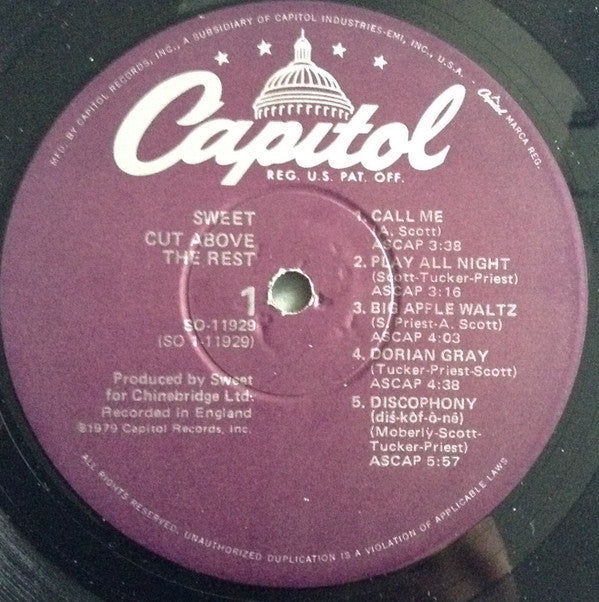 MFD. BY CAPITOL RECORDS, INC., A SUBSIDIARY OF CAPITOL INDUSTRIES-EMI, INC., U.S.A. • Capitol MARCA REG.
Capitol
REG. U.S. PAT. OFF.
SWEET
CUT ABOVE
THE REST
1
SO-11929
(SO 1-11929)
Produced by Sweet
for Chinebridge Ltd.
Recorded in England
℗1979 Capitol Records, Inc.
1. CALL ME
(A. Scott)
ASCAP 3:38
2. PLAY ALL NIGHT
(Scott-Tucker-Priest)
ASCAP 3:16
3. BIG APPLE WALTZ
(S. Priest-A. Scott)
ASCAP 4:03
4. DORIAN GRAY
(Tucker-Priest-Scott)
ASCAP 4:38
5. DISCOPHONY
(diś-kôf-ô-nē)
(Moberly-Scott-
Tucker-Priest)
ASCAP 5:57
ALL RIGHTS RESERVED. UNAUTHORIZED DUPLICATION IS A VIOLATION OF APPLICABLE LAWS